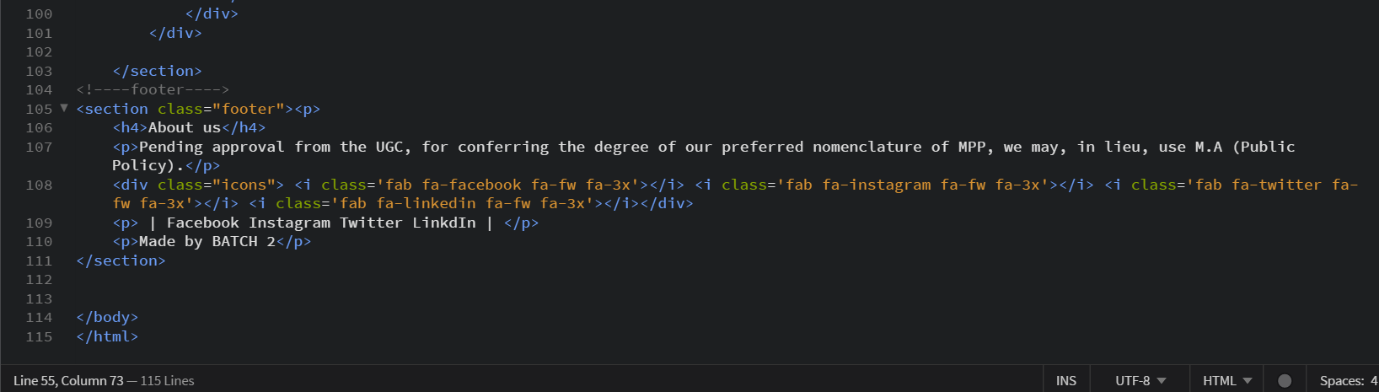 100 </div>
101 </div>
102
103 </section>
104 <!----footer---->
105 <section class="footer"><p>
106 <h4>About us</h4>
107 <p>Pending approval from the UGC, for conferring the degree of our preferred nomenclature of MPP, we may, in lieu, use M.A (Public
Policy).</p>
108 <div class="icons"> <i class='fab fa-facebook fa-fw fa-3x'></i> <i class='fab fa-instagram fa-fw fa-3x'></i> <i class='fab fa-twitter fa-
fw fa-3x'></i> <i class='fab fa-linkedin fa-fw fa-3x'></i></div>
109 <p> | Facebook Instagram Twitter LinkdIn | </p>
110 <p>Made by BATCH 2</p>
111 </section>
112
113
114 </body>
115 </html>
Line 55, Column 73 — 115 Lines INS UTF-8 HTML Spaces: 4